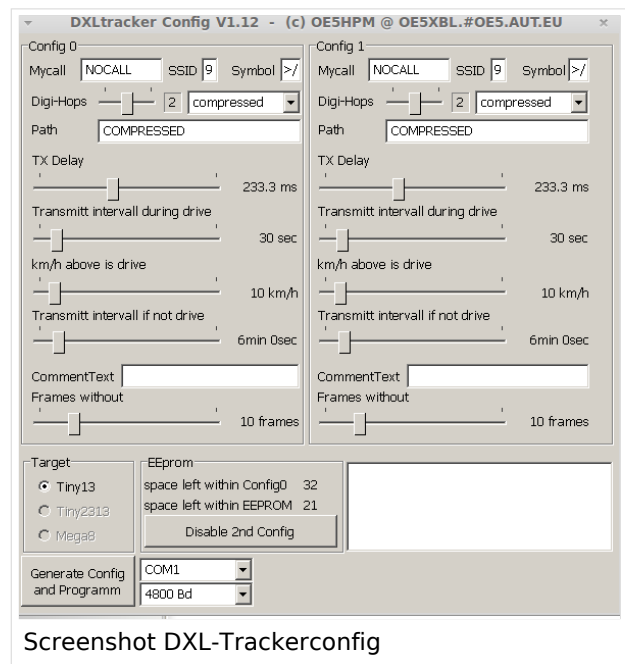 DXLtracker Config V1.12 - (c) OE5HPM @ OE5XBL.#OE5.AUT.EU
Config 0
Mycall NOCALL SSID 9 Symbol >/
Digi-Hops 2 compressed
Path COMPRESSED
TX Delay
233.3 ms
Transmitt intervall during drive
30 sec
km/h above is drive
10 km/h
Transmitt intervall if not drive
6min 0sec
CommentText
Frames without
10 frames
Config 1
Mycall NOCALL SSID 9 Symbol >/
Digi-Hops 2 compressed
Path COMPRESSED
TX Delay
233.3 ms
Transmitt intervall during drive
30 sec
km/h above is drive
10 km/h
Transmitt intervall if not drive
6min 0sec
CommentText
Frames without
10 frames
Target
Tiny13
Tiny2313
Mega8
EEprom
space left within Config0 32
space left within EEPROM 21
Disable 2nd Config
Generate Config
and Programm
COM1
4800 Bd
Screenshot DXL-Trackerconfig